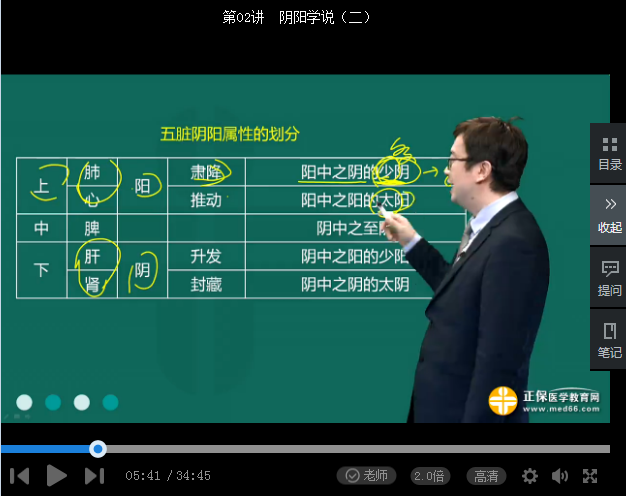 第02讲 阴阳学说（二）
五脏阴阳属性的划分
上 肺 阳 肃降 阳中之阴的少阴
心 推动 阳中之阳的太阳
中 脾 阴中之至阴
下 肝 阴 升发 阴中之阳的少阳
肾 封藏 阴中之阴的太阴
目录
收起
提问
笔记
正保医学教育网
www.med66.com
05:41 / 34:45 老师 2.0倍 高清